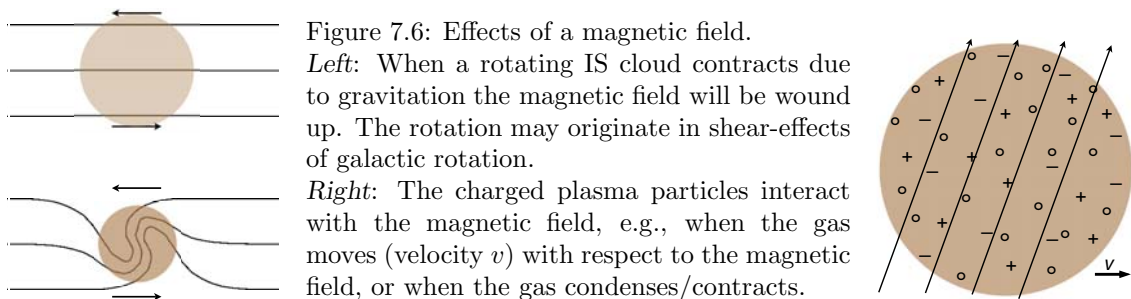 Figure 7.6: Effects of a magnetic field.
Left: When a rotating IS cloud contracts due
to gravitation the magnetic field will be wound
up. The rotation may originate in shear-effects
of galactic rotation.
Right: The charged plasma particles interact
with the magnetic field, e.g., when the gas
moves (velocity v) with respect to the magnetic
field, or when the gas condenses/contracts.
v